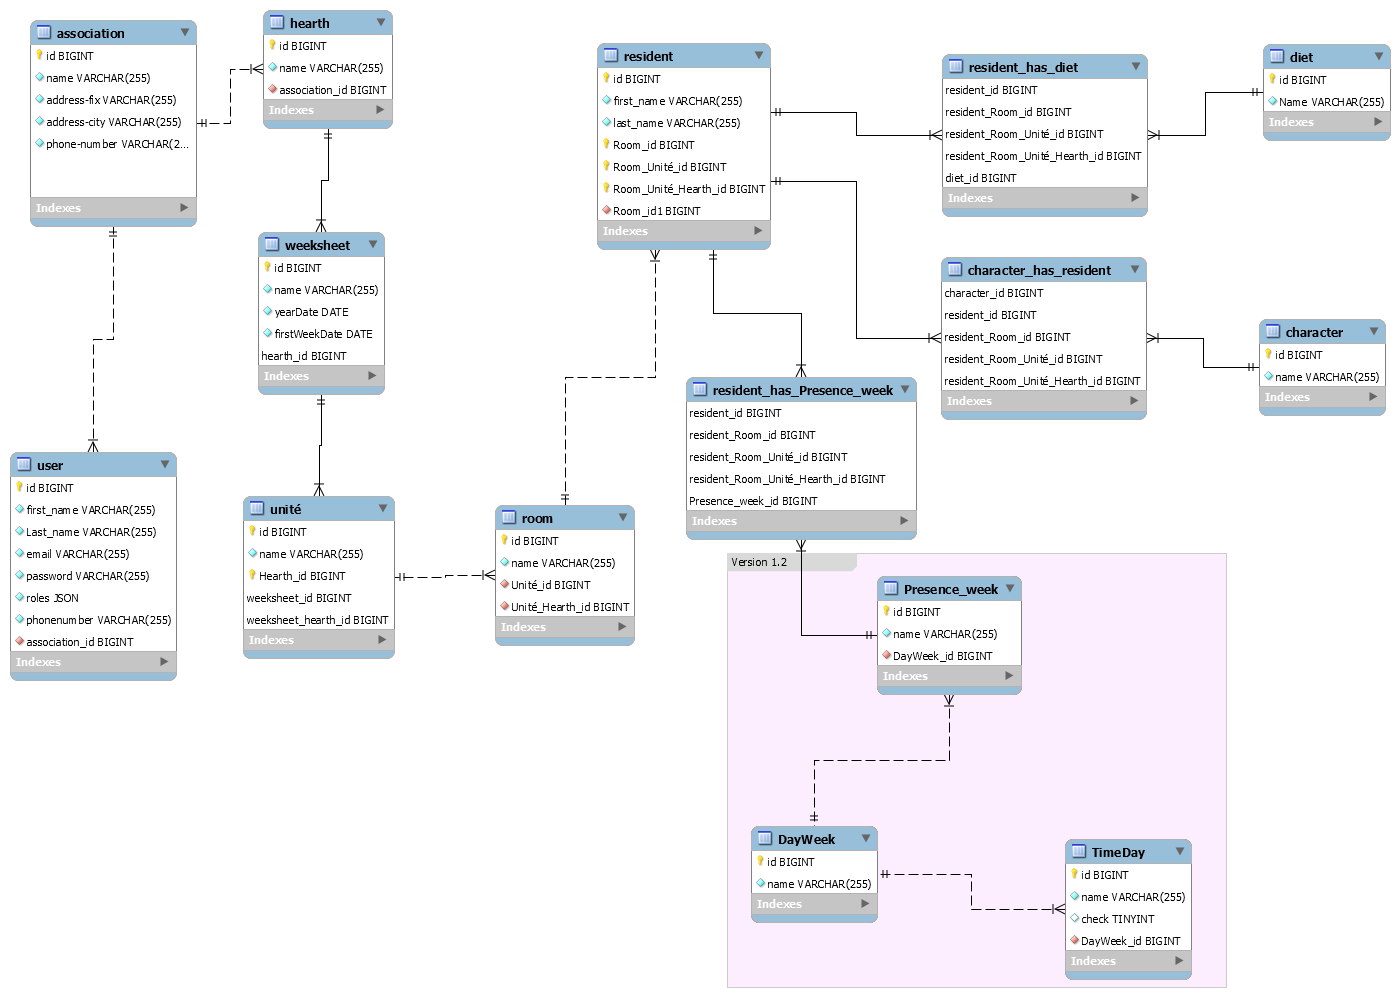 association
id BIGINT
name VARCHAR(255)
address-fix VARCHAR(255)
address-city VARCHAR(255)
phone-number VARCHAR(2...
Indexes
hearth
id BIGINT
name VARCHAR(255)
association_id BIGINT
Indexes
weeksheet
id BIGINT
name VARCHAR(255)
yearDate DATE
firstWeekDate DATE
hearth_id BIGINT
Indexes
user
id BIGINT
first_name VARCHAR(255)
Last_name VARCHAR(255)
email VARCHAR(255)
password VARCHAR(255)
roles JSON
phonenumber VARCHAR(255)
association_id BIGINT
Indexes
unité
id BIGINT
name VARCHAR(255)
Hearth_id BIGINT
weeksheet_id BIGINT
weeksheet_hearth_id BIGINT
Indexes
room
id BIGINT
name VARCHAR(255)
Unité_id BIGINT
Unité_Hearth_id BIGINT
Indexes
resident
id BIGINT
first_name VARCHAR(255)
last_name VARCHAR(255)
Room_id BIGINT
Room_Unité_id BIGINT
Room_Unité_Hearth_id BIGINT
Room_id1 BIGINT
Indexes
resident_has_diet
resident_id BIGINT
resident_Room_id BIGINT
resident_Room_Unité_id BIGINT
resident_Room_Unité_Hearth_id BIGINT
diet_id BIGINT
Indexes
diet
id BIGINT
Name VARCHAR(255)
Indexes
character_has_resident
character_id BIGINT
resident_id BIGINT
resident_Room_id BIGINT
resident_Room_Unité_id BIGINT
resident_Room_Unité_Hearth_id BIGINT
Indexes
character
id BIGINT
name VARCHAR(255)
Indexes
resident_has_Presence_week
resident_id BIGINT
resident_Room_id BIGINT
resident_Room_Unité_id BIGINT
resident_Room_Unité_Hearth_id BIGINT
Presence_week_id BIGINT
Indexes
Version 1.2
Presence_week
id BIGINT
name VARCHAR(255)
DayWeek_id BIGINT
Indexes
DayWeek
id BIGINT
name VARCHAR(255)
Indexes
TimeDay
id BIGINT
name VARCHAR(255)
check TINYINT
DayWeek_id BIGINT
Indexes